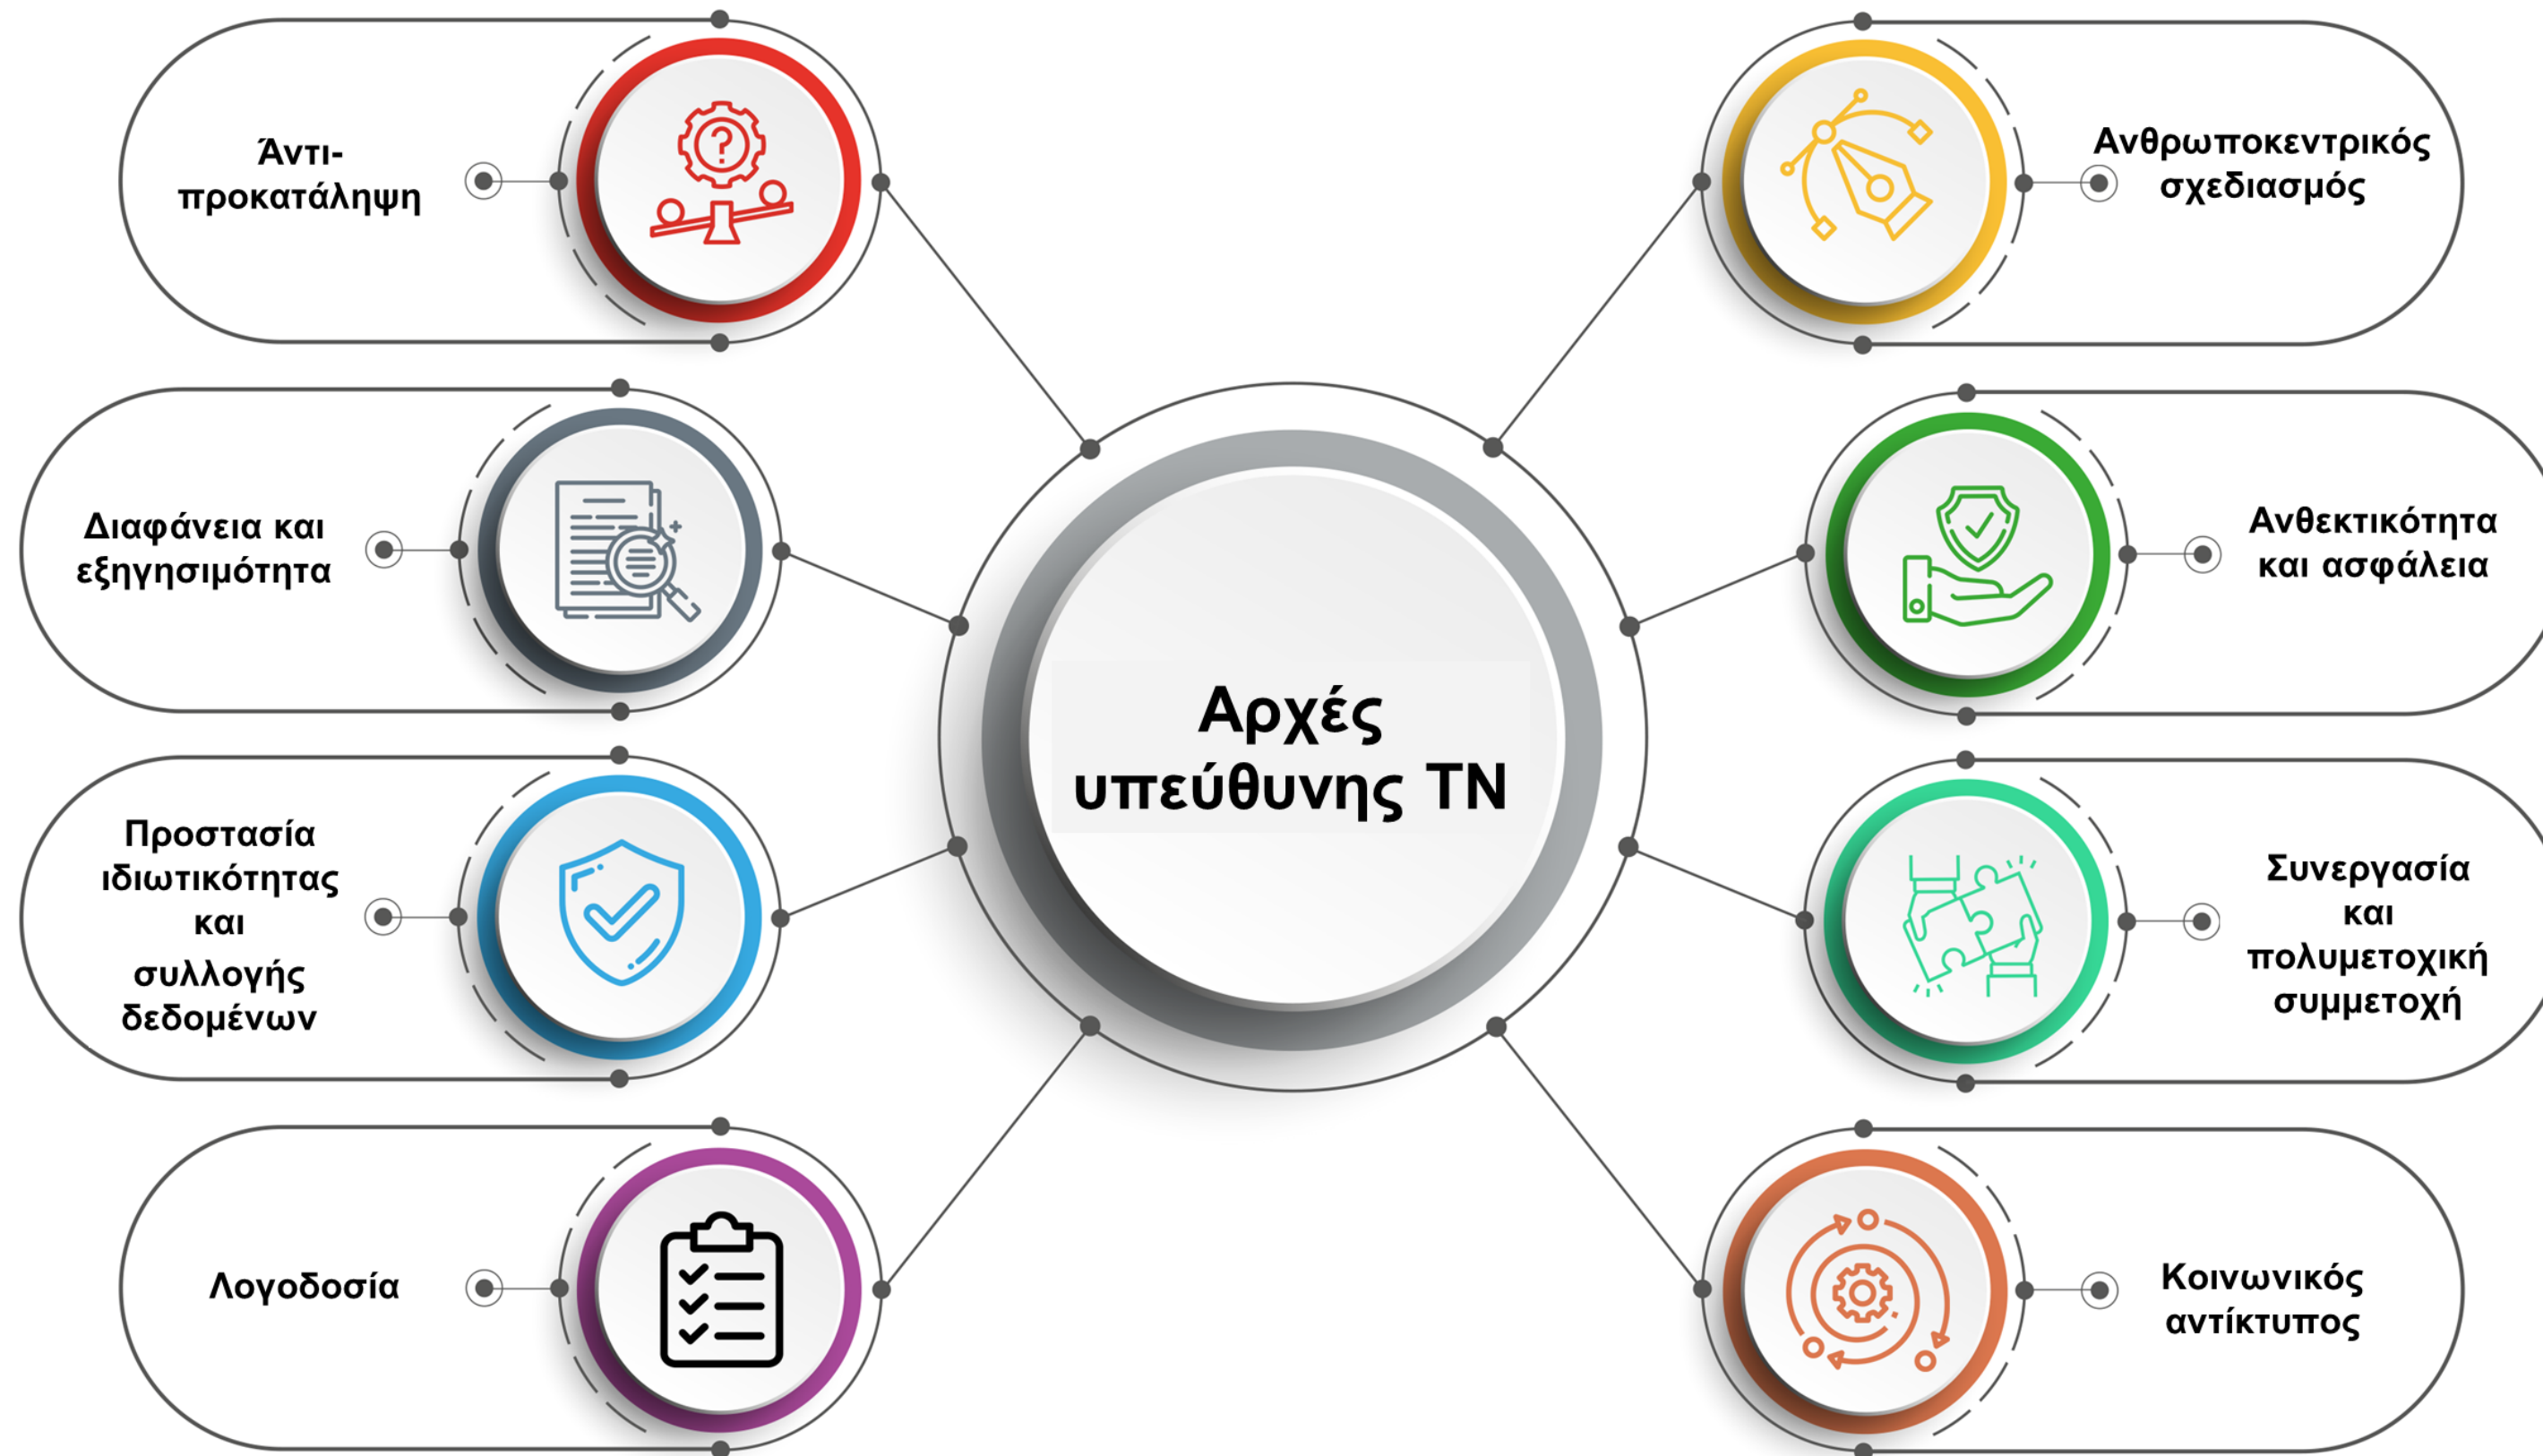 Άντι-
προκατάληψη
Διαφάνεια και
εξηγησιμότητα
Προστασία
ιδιωτικότητας
και
συλλογής
δεδομένων
Λογοδοσία
Αρχές
υπεύθυνης ΤΝ
Ανθρωποκεντρικός
σχεδιασμός
Ανθεκτικότητα
και ασφάλεια
Συνεργασία
και
πολυμετοχική
συμμετοχή
Κοινωνικός
αντίκτυπος